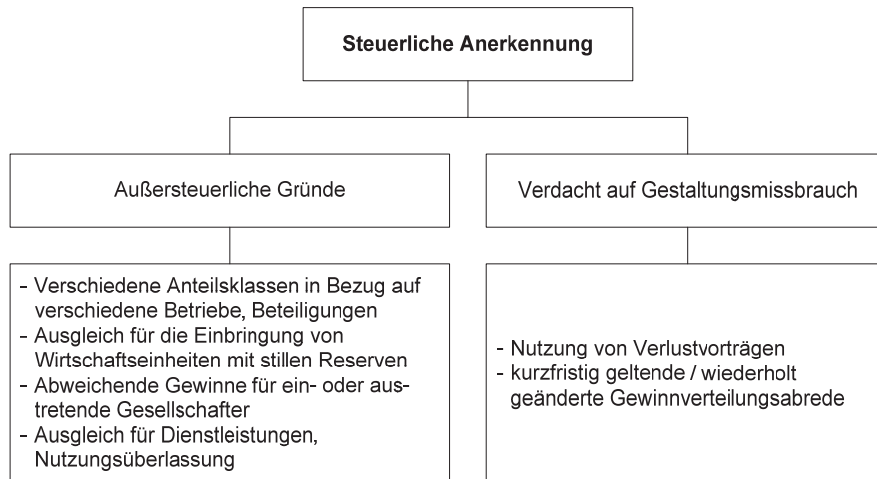 Steuerliche Anerkennung
Außersteuerliche Gründe
Verdacht auf Gestaltungsmissbrauch
- Verschiedene Anteilsklassen in Bezug auf
verschiedene Betriebe, Beteiligungen
- Ausgleich für die Einbringung von
Wirtschaftseinheiten mit stillen Reserven
- Abweichende Gewinne für ein- oder aus-
tretende Gesellschafter
- Ausgleich für Dienstleistungen,
Nutzungsüberlassung
- Nutzung von Verlustvorträgen
- kurzfristig geltende / wiederholt
geänderte Gewinnverteilungsabrede